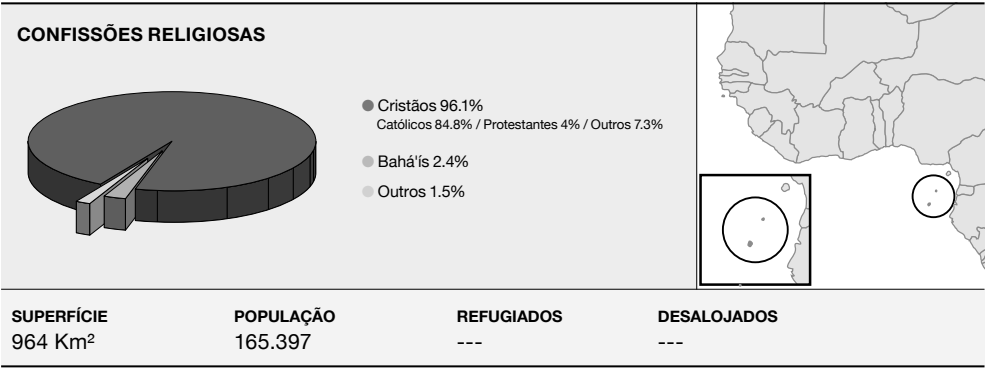 CONFISSÕES RELIGIOSAS
Cristãos 96.1%
Católicos 84.8% / Protestantes 4% / Outros 7.3%
Bahá'ís 2.4%
Outros 1.5%
SUPERFÍCIE POPULAÇÃO REFUGIADOS DESALOJADOS
964 Km² 165.397 --- ---